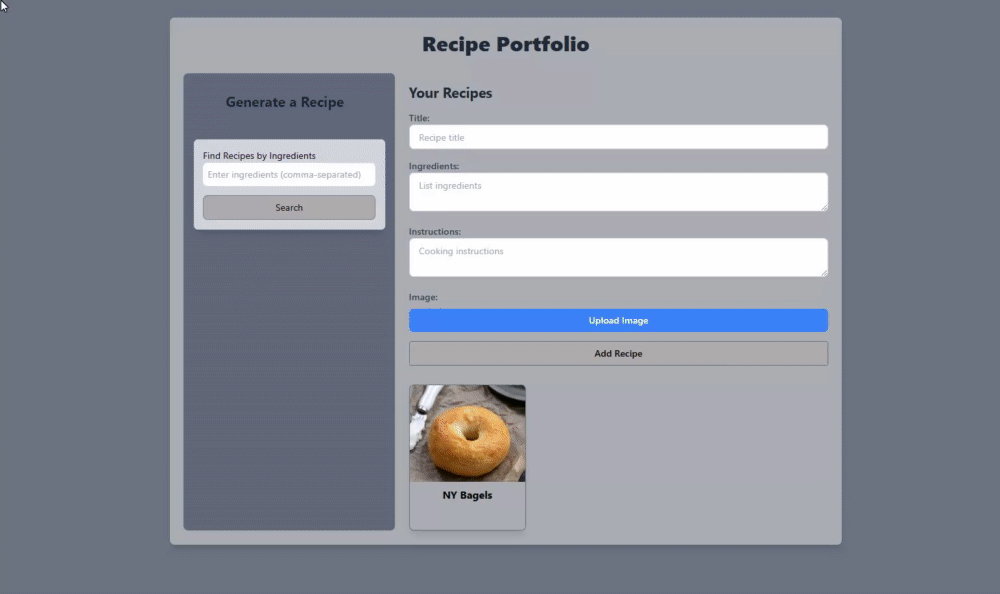 Recipe Portfolio
Generate a Recipe
Find Recipes by Ingredients
Enter ingredients (comma-separated)
Search
Your Recipes
Title:
Recipe title
Ingredients:
List ingredients
Instructions:
Cooking instructions
Image:
Upload Image
Add Recipe
NY Bagels